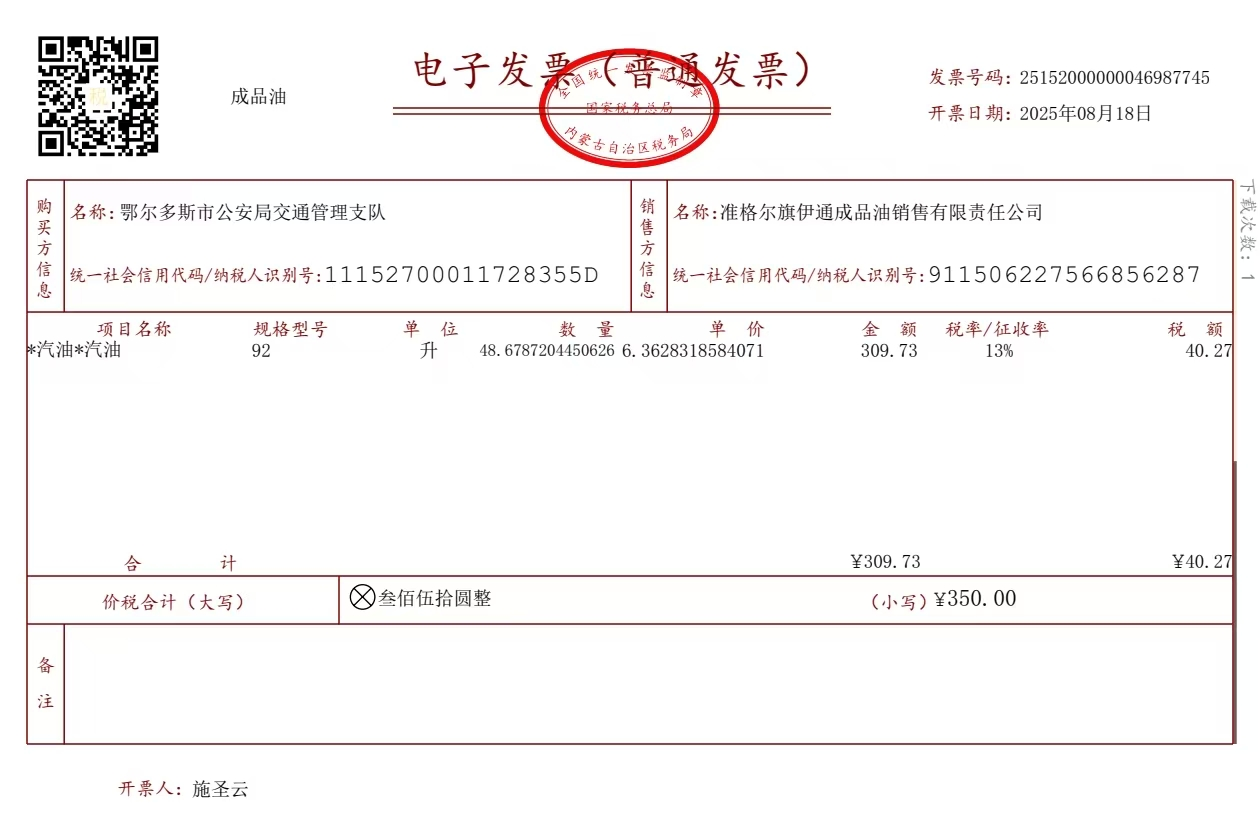 税
成品油
电子发票（普通发票）
全国统一发票监制章
国家税务总局
内蒙古自治区税务局
发票号码：25152000000046987745
开票日期：2025年08月18日
下载次数：1
购买方信息
名称：鄂尔多斯市公安局交通管理支队
统一社会信用代码/纳税人识别号：11152700011728355D
销售方信息
名称：准格尔旗伊通成品油销售有限责任公司
统一社会信用代码/纳税人识别号：911506227566856287
项目名称 规格型号 单 位 数 量 单 价 金 额 税率/征收率 税 额
*汽油*汽油 92 升 48.6787204450626 6.3628318584071 309.73 13% 40.27
合 计 ¥309.73 ¥40.27
价税合计（大写） ⊗叁佰伍拾圆整 （小写）¥350.00
备注
开票人：施圣云